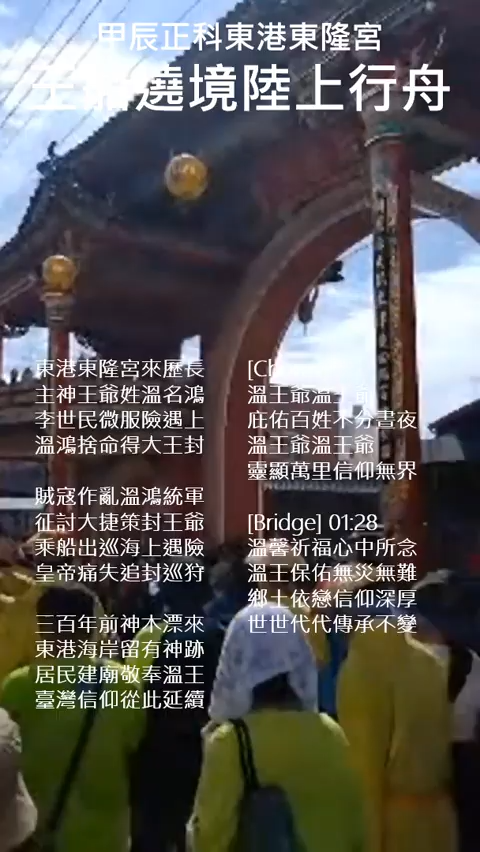 甲辰正科東港東隆宮
王爺遶境陸上行舟
東港東隆宮來歷長
主神王爺姓溫名鴻
李世民微服險遇上
溫鴻捨命得大王封
賊寇作亂溫鴻統軍
征討大捷策封王爺
乘船出巡海上遇險
皇帝痛失追封巡狩
三百年前神木漂來
東港海岸留有神跡
居民建廟敬奉溫王
臺灣信仰從此延續
溫王爺溫王爺
庇佑百姓不分晝夜
溫王爺溫王爺
靈顯萬里信仰無界
[Bridge] 01:28
溫馨祈福心中所念
溫王保佑無災無難
鄉土依戀信仰深厚
世世代代傳承不變